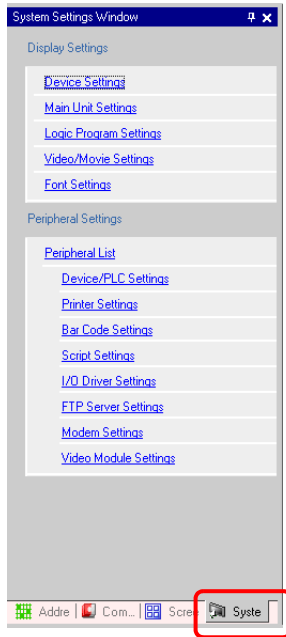 System Settings Window
Display Settings
Device Settings
Main Unit Settings
Logic Program Settings
Video/Movie Settings
Font Settings
Peripheral Settings
Peripheral List
Device/PLC Settings
Printer Settings
Bar Code Settings
Script Settings
I/O Driver Settings
FTP Server Settings
Modem Settings
Video Module Settings
Addre Com... Scree Syste